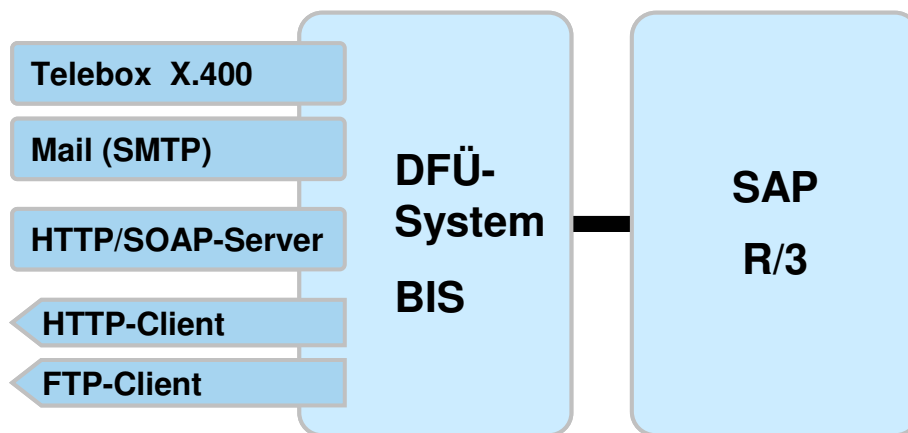 Telebox X.400
Mail (SMTP)
HTTP/SOAP-Server
HTTP-Client
FTP-Client
DFÜ-
System
BIS
SAP
R/3